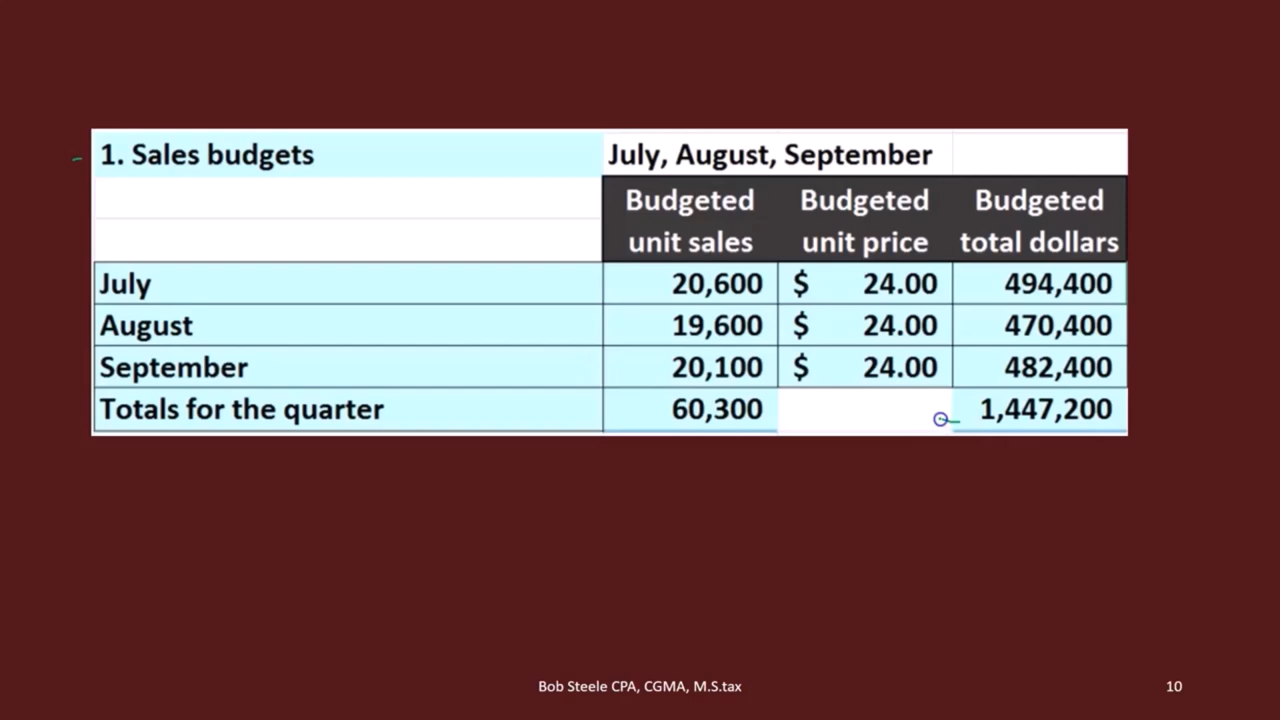 1. Sales budgets July, August, September
Budgeted unit sales Budgeted unit price Budgeted total dollars
July 20,600 $ 24.00 494,400
August 19,600 $ 24.00 470,400
September 20,100 $ 24.00 482,400
Totals for the quarter 60,300 1,447,200
Bob Steele CPA, CGMA, M.S.tax 10